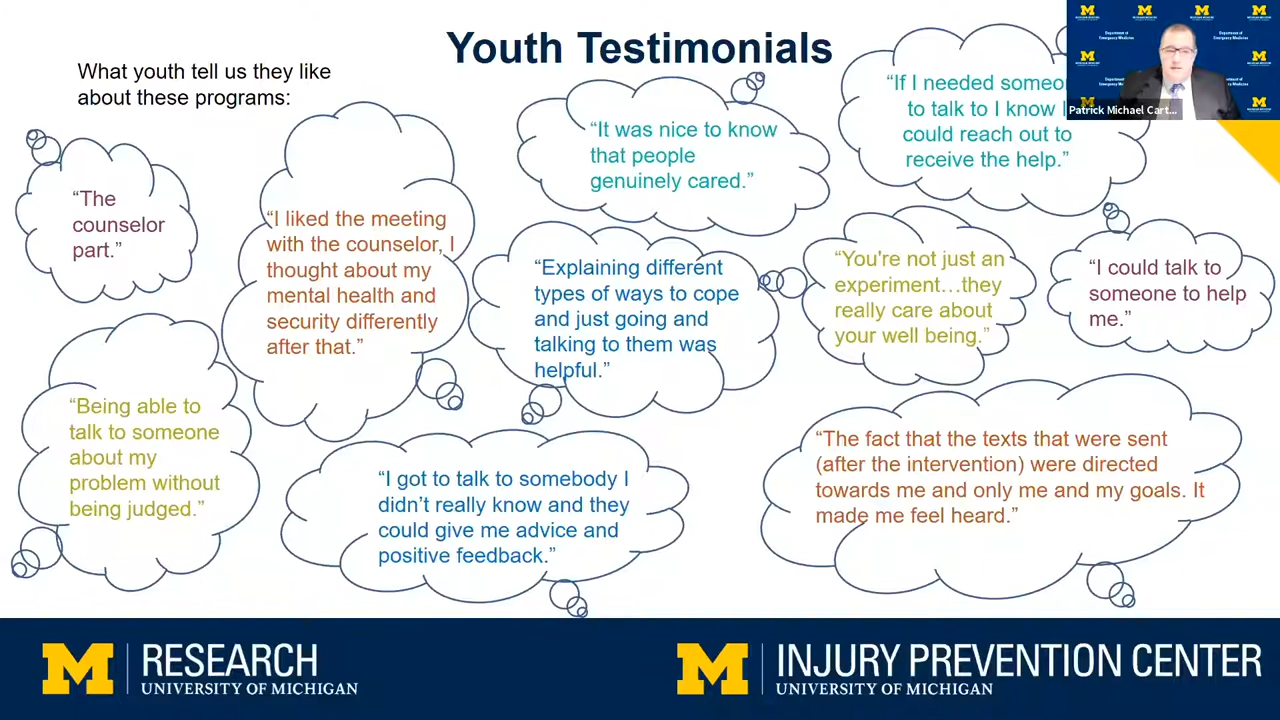 Youth Testimonials
What youth tell us they like
about these programs:
“The
counselor
part.”
“I liked the meeting
with the counselor, I
thought about my
mental health and
security differently
after that.”
“It was nice to know
that people
genuinely cared.”
“If I needed
to talk to I know
could reach out to
receive the help.”
“Explaining different
types of ways to cope
and just going and
talking to them was
helpful.”
“You're not just an
experiment…they
really care about
your well being.”
“I could talk to
someone to help
me.”
“Being able to
talk to someone
about my
problem without
being judged.”
“I got to talk to somebody I
didn’t really know and they
could give me advice and
positive feedback.”
“The fact that the texts that were sent
(after the intervention) were directed
towards me and only me and my goals. It
made me feel heard.”
Patrick Michael Cart...
Department of
Emergency Medicine
Department of
Emergency Medicine
M RESEARCH
UNIVERSITY OF MICHIGAN
M INJURY PREVENTION CENTER
UNIVERSITY OF MICHIGAN